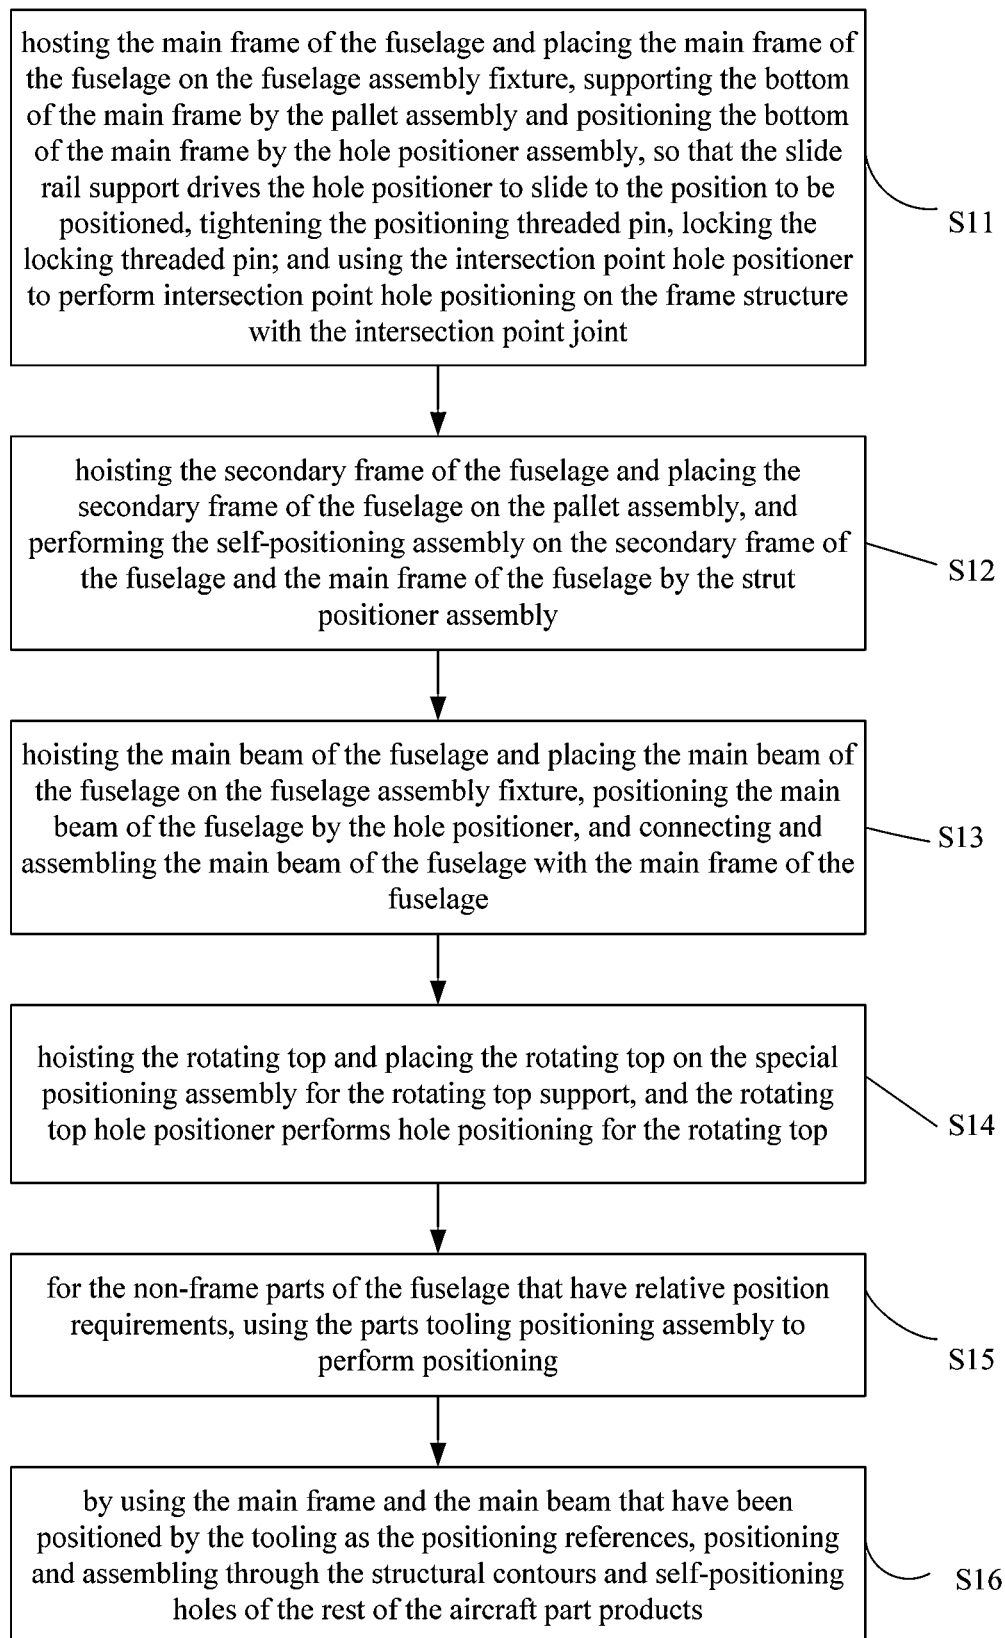 hosting the main frame of the fuselage and placing the main frame of
the fuselage on the fuselage assembly fixture, supporting the bottom
of the main frame by the pallet assembly and positioning the bottom
of the main frame by the hole positioner assembly, so that the slide
rail support drives the hole positioner to slide to the position to be
positioned, tightening the positioning threaded pin, locking the
locking threaded pin; and using the intersection point hole positioner
to perform intersection point hole positioning on the frame structure
with the intersection point joint
S11
hoisting the secondary frame of the fuselage and placing the
secondary frame of the fuselage on the pallet assembly, and
performing the self-positioning assembly on the secondary frame of
the fuselage and the main frame of the fuselage by the strut
positioner assembly
S12
hoisting the main beam of the fuselage and placing the main beam of
the fuselage on the fuselage assembly fixture, positioning the main
beam of the fuselage by the hole positioner, and connecting and
assembling the main beam of the fuselage with the main frame of the
fuselage
S13
hoisting the rotating top and placing the rotating top on the special
positioning assembly for the rotating top support, and the rotating
top hole positioner performs hole positioning for the rotating top
S14
for the non-frame parts of the fuselage that have relative position
requirements, using the parts tooling positioning assembly to
perform positioning
S15
by using the main frame and the main beam that have been
positioned by the tooling as the positioning references, positioning
and assembling through the structural contours and self-positioning
holes of the rest of the aircraft part products
S16